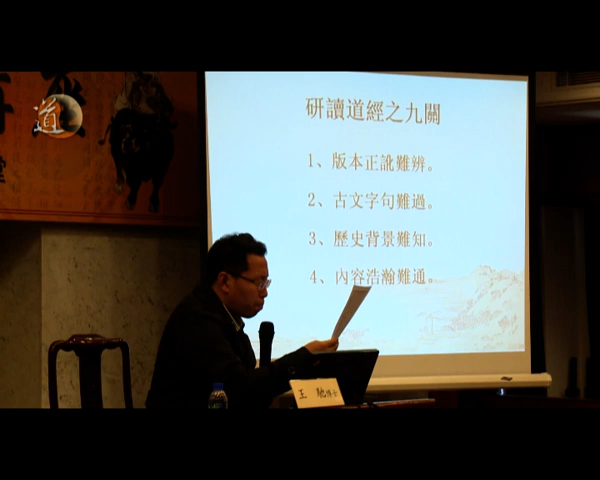 道
研讀道經之九關
1、版本正訛難辨。
2、古文字句難過。
3、歷史背景難知。
4、內容浩瀚難通。
王馳博士